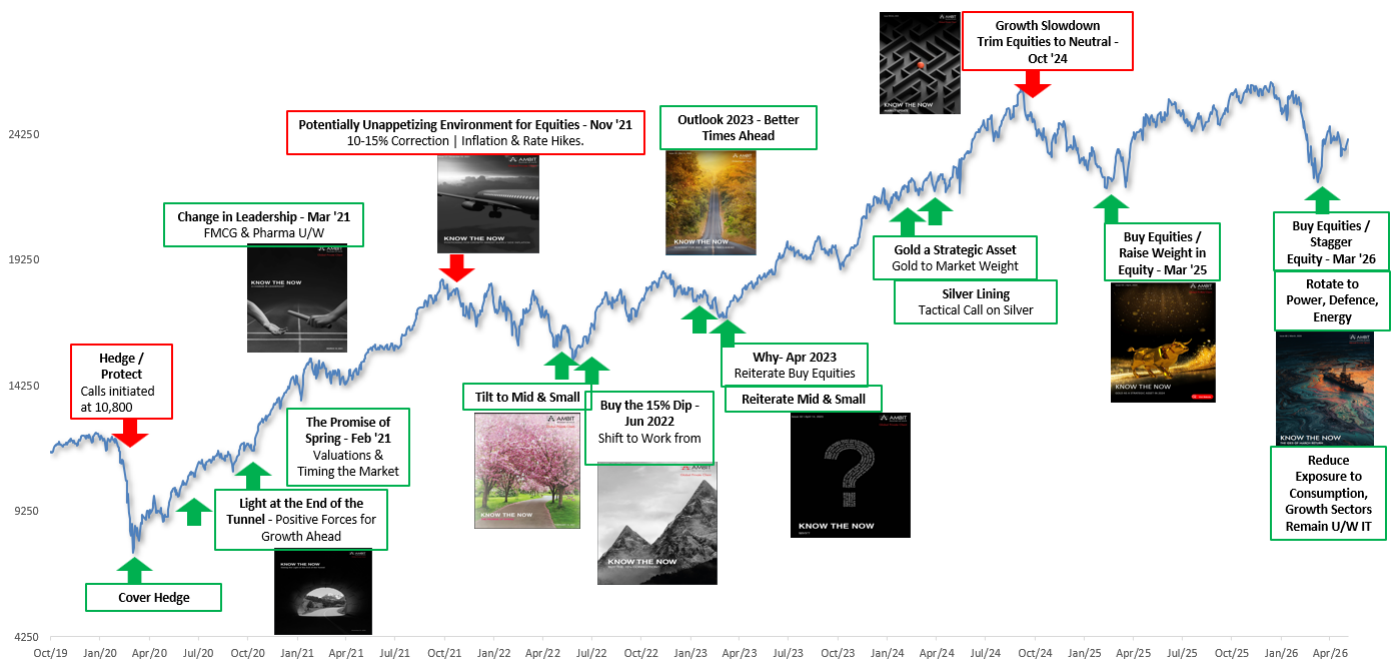 Growth Slowdown
Trim Equities to Neutral -
Oct '24
KNOW THE NOW
Potentially Unappetizing Environment for Equities - Nov '21
10-15% Correction | Inflation & Rate Hikes.
AMBIT
KNOW THE NOW
Outlook 2023 - Better
Times Ahead
AMBIT
KNOW THE NOW
24250
Change in Leadership - Mar '21
FMCG & Pharma U/W
AMBIT
KNOW THE NOW
19250
Gold a Strategic Asset
Gold to Market Weight
Silver Lining
Tactical Call on Silver
Buy Equities /
Raise Weight in
Equity - Mar '25
AMBIT
KNOW THE NOW
Buy Equities /
Stagger
Equity - Mar '26
Rotate to
Power, Defence,
Energy
AMBIT
KNOW THE NOW
Reduce
Exposure to
Consumption,
Growth Sectors
Remain U/W IT
14250
Hedge /
Protect
Calls initiated
at 10,800
The Promise of
Spring - Feb '21
Valuations &
Timing the Market
Light at the End of the
Tunnel - Positive Forces for
Growth Ahead
KNOW THE NOW
Tilt to Mid & Small
AMBIT
KNOW THE NOW
Buy the 15% Dip -
Jun 2022
Shift to Work from
AMBIT
KNOW THE NOW
Why- Apr 2023
Reiterate Buy Equities
Reiterate Mid & Small
AMBIT
?
KNOW THE NOW
9250
Cover Hedge
4250
Oct/19 Jan/20 Apr/20 Jul/20 Oct/20 Jan/21 Apr/21 Jul/21 Oct/21 Jan/22 Apr/22 Jul/22 Oct/22 Jan/23 Apr/23 Jul/23 Oct/23 Jan/24 Apr/24 Jul/24 Oct/24 Jan/25 Apr/25 Jul/25 Oct/25 Jan/26 Apr/26